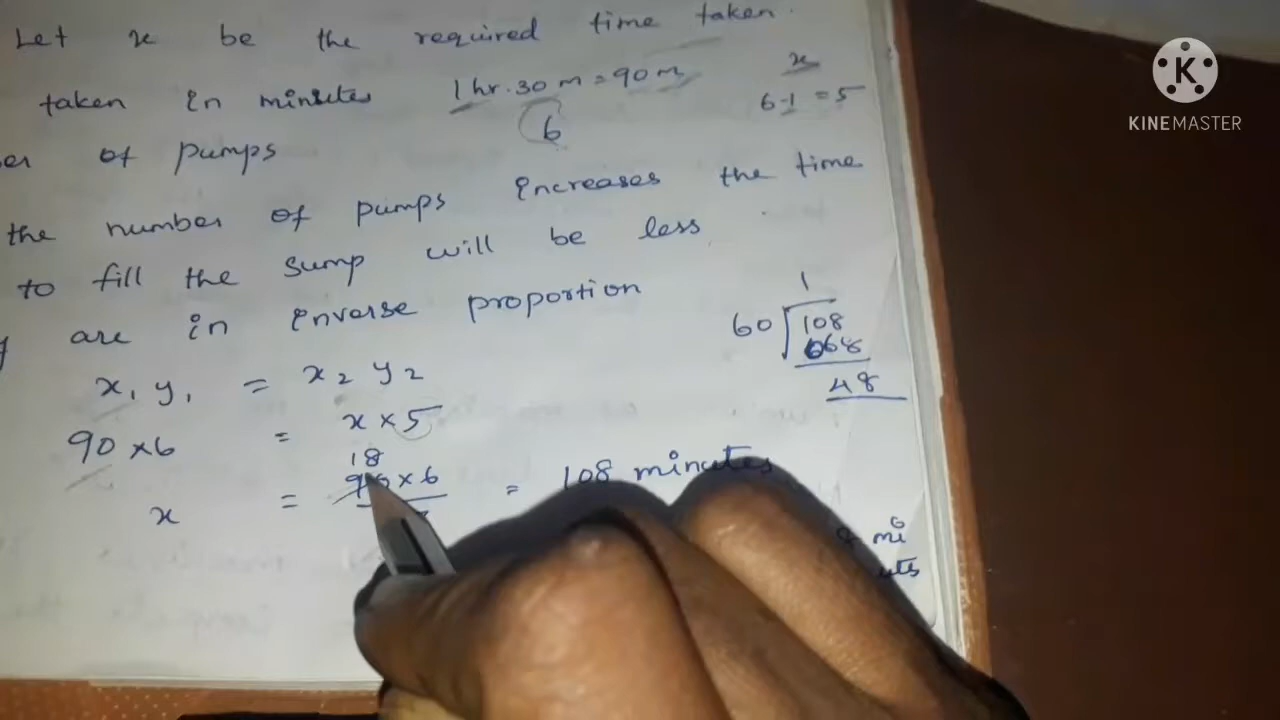 Let x be the required time taken.
taken in minutes 1 hr. 30 m = 90 m x
6 6-1 = 5
of pumps
the number of pumps increases the time
to fill the sump will be less
are in inverse proportion
x₁ y₁ = x₂ y₂
90 × 6 = x × 5
18
x = 90 × 6 = 108 minutes
1
60 108
48
K
KINEMASTER